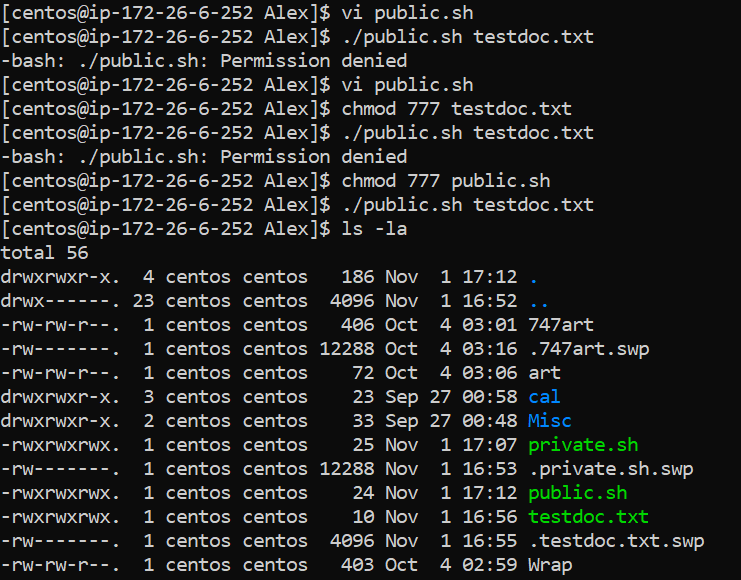 [centos@ip-172-26-6-252 Alex]$ vi public.sh
[centos@ip-172-26-6-252 Alex]$ ./public.sh testdoc.txt
-bash: ./public.sh: Permission denied
[centos@ip-172-26-6-252 Alex]$ vi public.sh
[centos@ip-172-26-6-252 Alex]$ chmod 777 testdoc.txt
[centos@ip-172-26-6-252 Alex]$ ./public.sh testdoc.txt
-bash: ./public.sh: Permission denied
[centos@ip-172-26-6-252 Alex]$ chmod 777 public.sh
[centos@ip-172-26-6-252 Alex]$ ./public.sh testdoc.txt
[centos@ip-172-26-6-252 Alex]$ ls -la
total 56
drwxrwxr-x.  4 centos centos   186 Nov  1 17:12 .
drwx------. 23 centos centos  4096 Nov  1 16:52 ..
-rw-rw-r--.  1 centos centos   406 Oct  4 03:01 747art
-rw-------.  1 centos centos 12288 Oct  4 03:16 .747art.swp
-rw-rw-r--.  1 centos centos    72 Oct  4 03:06 art
drwxrwxr-x.  3 centos centos    23 Sep 27 00:58 cal
drwxrwxr-x.  2 centos centos    33 Sep 27 00:48 Misc
-rwxrwxrwx.  1 centos centos    25 Nov  1 17:07 private.sh
-rw-------.  1 centos centos 12288 Nov  1 16:53 .private.sh.swp
-rwxrwxrwx.  1 centos centos    24 Nov  1 17:12 public.sh
-rwxrwxrwx.  1 centos centos    10 Nov  1 16:56 testdoc.txt
-rw-------.  1 centos centos  4096 Nov  1 16:55 .testdoc.txt.swp
-rw-rw-r--.  1 centos centos   403 Oct  4 02:59 Wrap